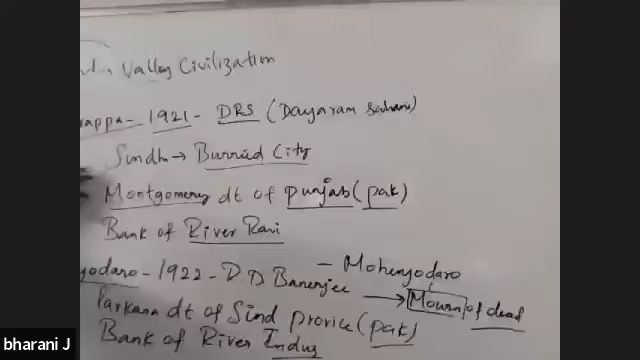 Valley Civilization
appa - 1921 - DRS (Dayaram Sahani)
Sindh → Burried City
Montgomery dt of punjab (pak)
Bank of River Ravi
- Mohenjodaro
jodaro - 1922 - D D Banerjee → Mourn of dead
Larkana dt of Sind provice (pak)
Bank of River Indus
bharani J